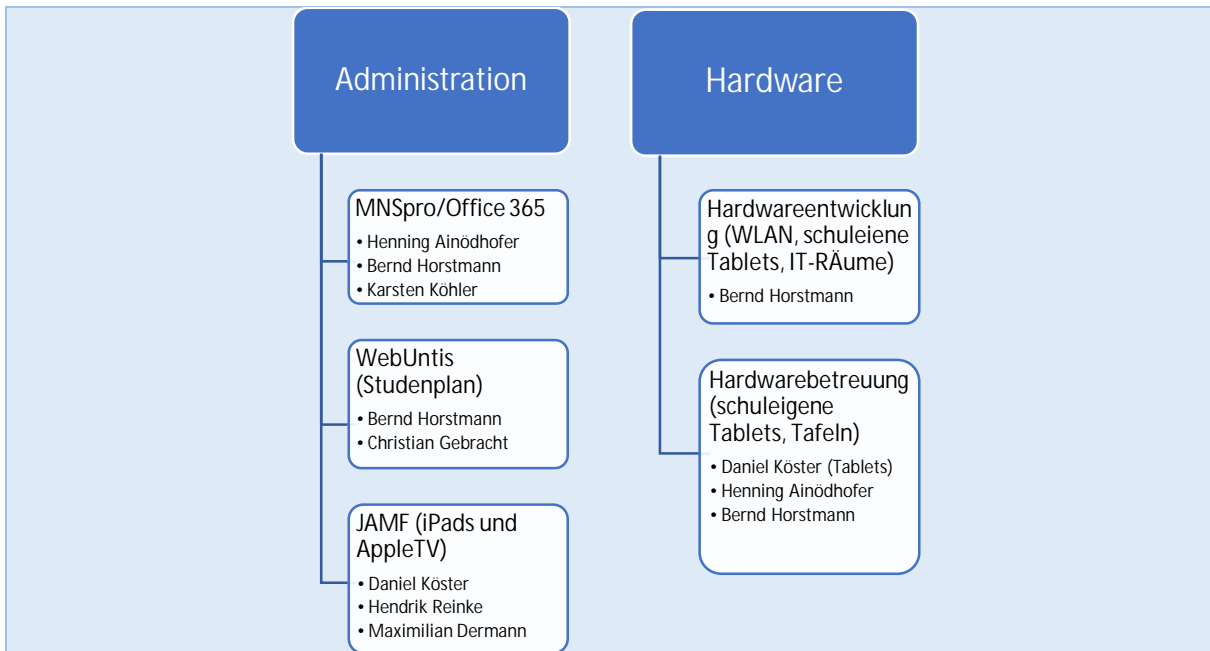 Administration
MNSpro/Office 365
• Henning Ainödhofer
• Bernd Horstmann
• Karsten Köhler
WebUntis
(Studenplan)
• Bernd Horstmann
• Christian Gebracht
JAMF (iPads und
AppleTV)
• Daniel Köster
• Hendrik Reinke
• Maximilian Dermann
Hardware
Hardwareentwicklun
g (WLAN, schuleiene
Tablets, IT-RÄume)
• Bernd Horstmann
Hardwarebetreuung
(schuleigene
Tablets, Tafeln)
• Daniel Köster (Tablets)
• Henning Ainödhofer
• Bernd Horstmann